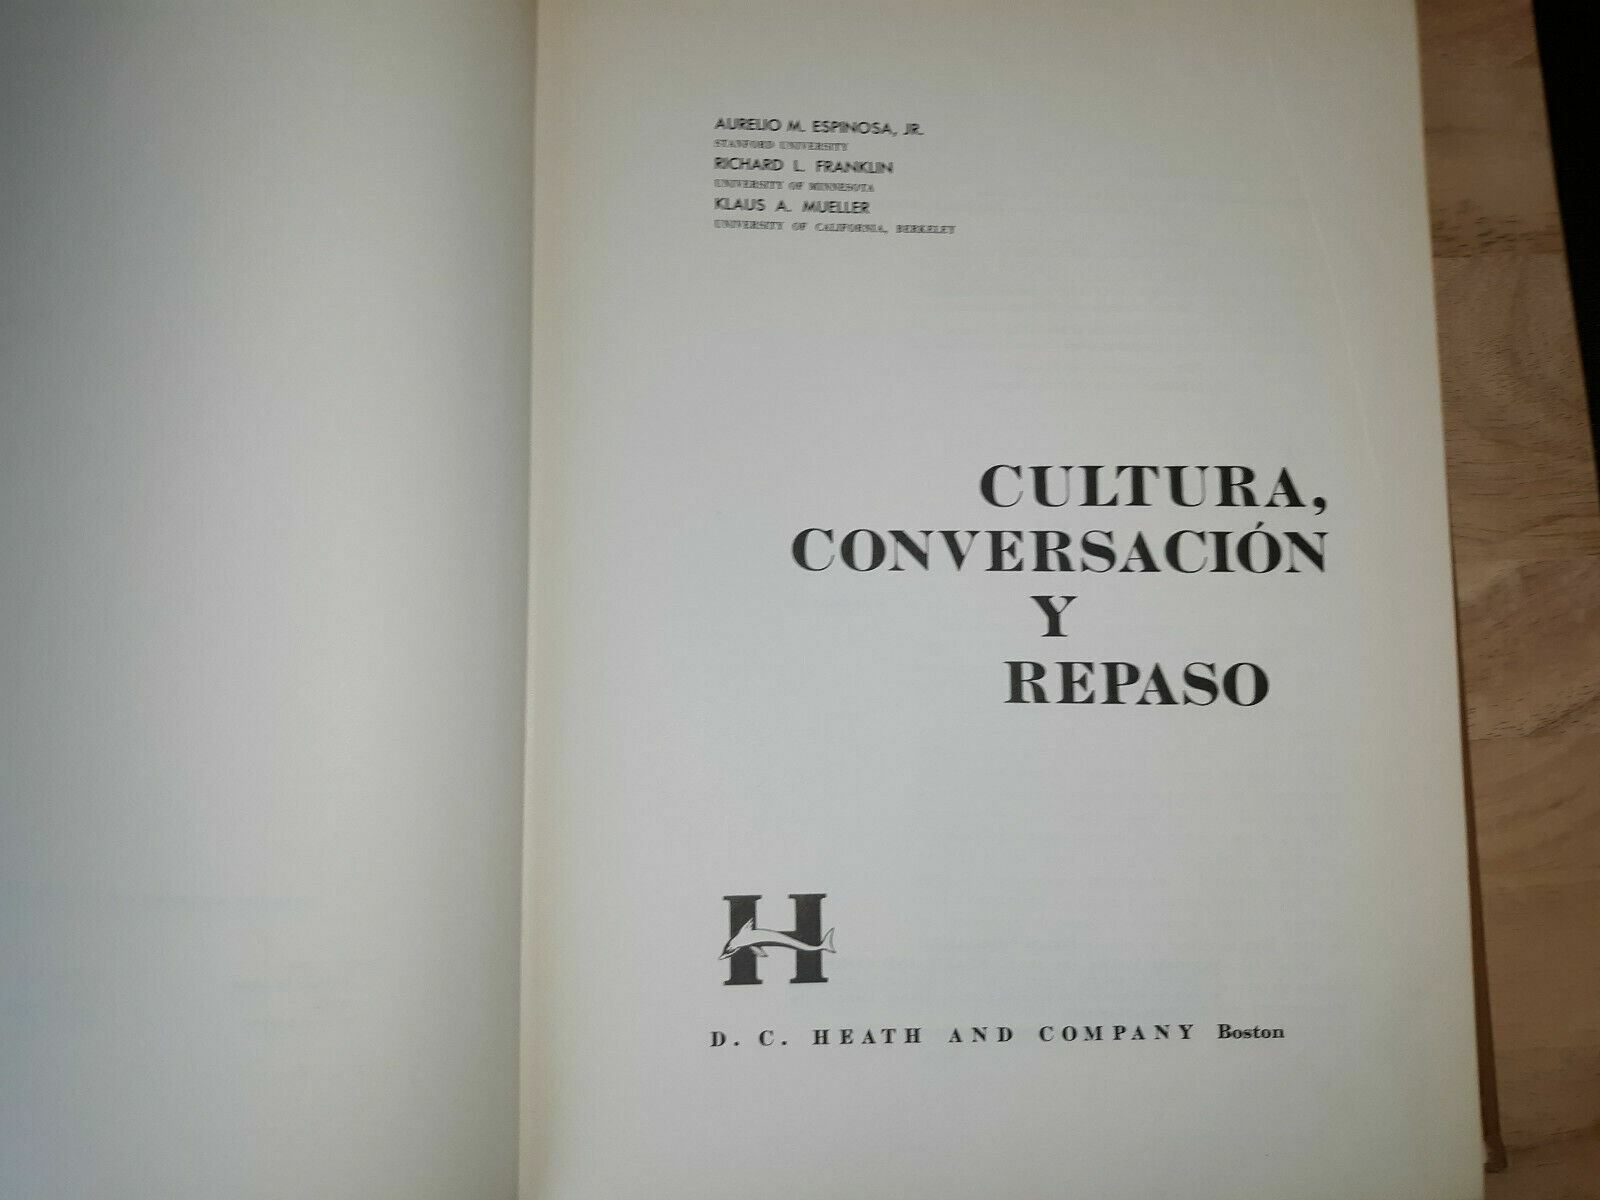 AURELIO M. ESPINOSA, JR.
STANFORD UNIVERSITY
RICHARD L. FRANKLIN
UNIVERSITY OF MINNESOTA
KLAUS A. MUELLER
UNIVERSITY OF CALIFORNIA, BERKELEY
CULTURA,
CONVERSACIÓN
Y
REPASO
H
D. C. HEATH AND COMPANY Boston